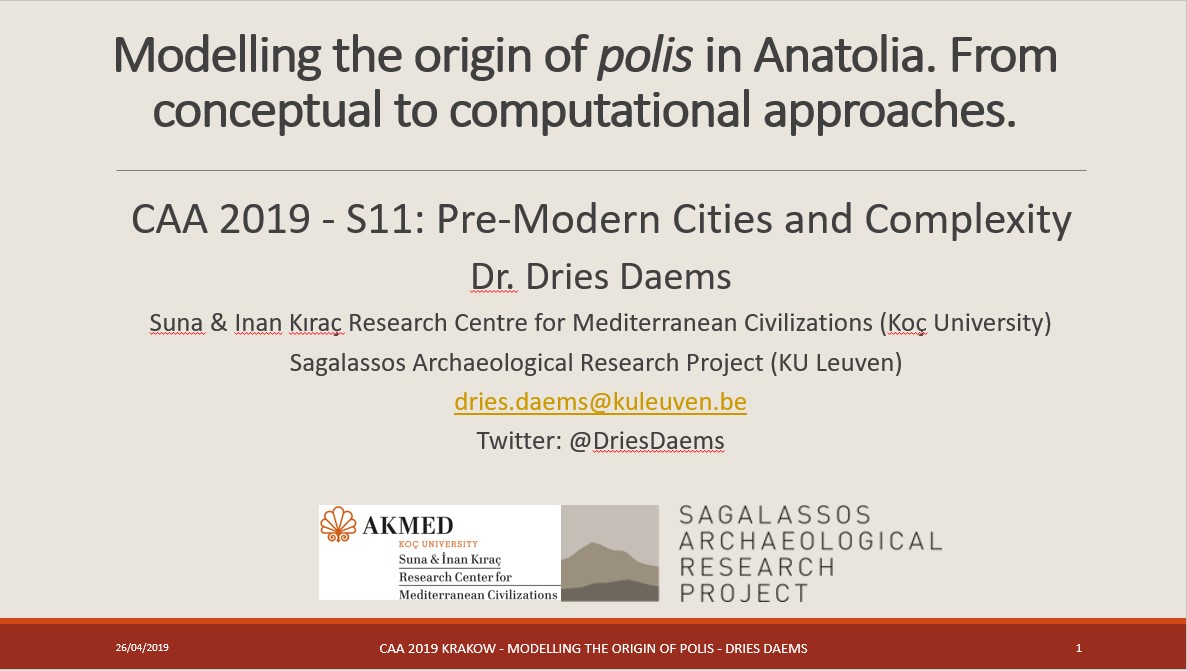 Modelling the origin of polis in Anatolia. From
conceptual to computational approaches.
CAA 2019 - S11: Pre-Modern Cities and Complexity
Dr. Dries Daems
Suna & Inan Kıraç Research Centre for Mediterranean Civilizations (Koç University)
Sagalassos Archaeological Research Project (KU Leuven)
dries.daems@kuleuven.be
Twitter: @DriesDaems
AKMED
KOÇ UNIVERSITY
Suna & İnan Kıraç
Research Center for
Mediterranean Civilizations
SAGALASSOS
ARCHAEOLOGICAL
RESEARCH
PROJECT
26/04/2019
CAA 2019 KRAKOW - MODELLING THE ORIGIN OF POLIS - DRIES DAEMS
1